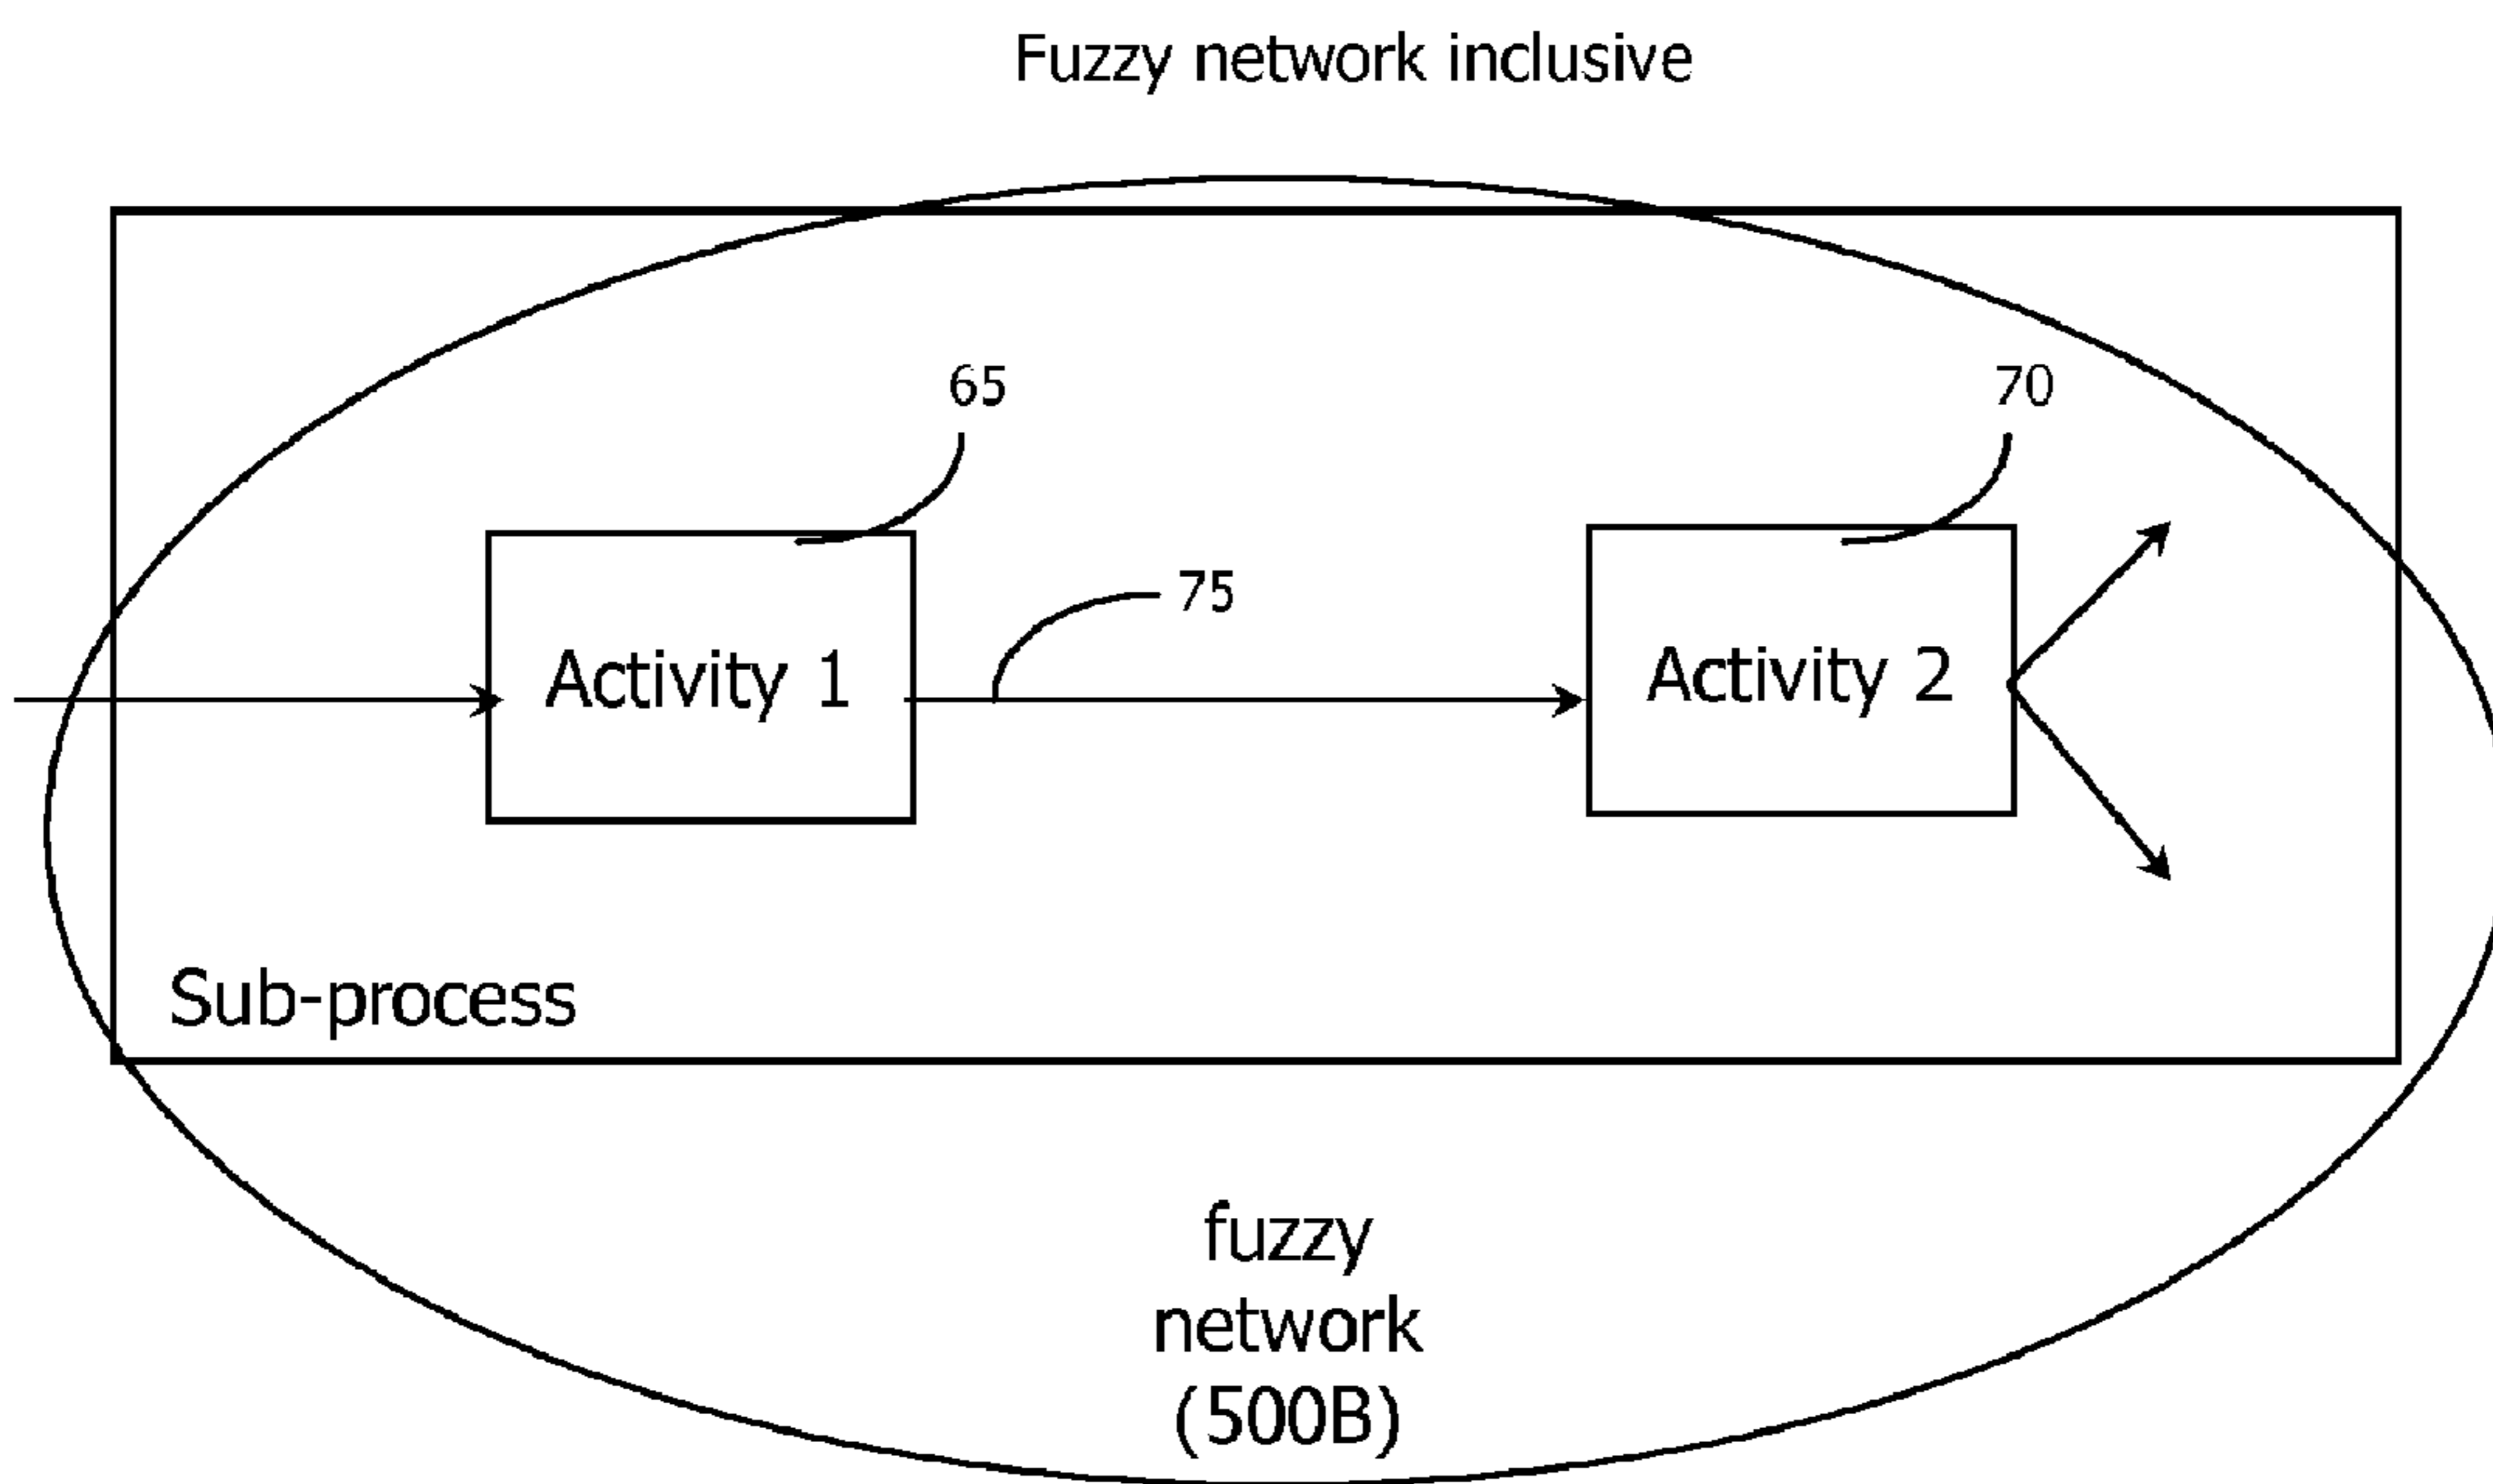 Fuzzy network inclusive
65
70
75
Activity 1
Activity 2
Sub-process
fuzzy
network
(500B)